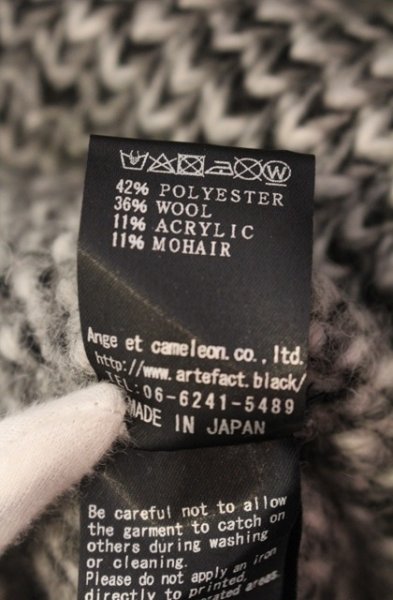 42% POLYESTER
36% WOOL
11% ACRYLIC
11% MOHAIR
Ange et cameleon.co.,ltd.
http://www.artefact.black/
TEL:06-6241-5489
MADE IN JAPAN
Be careful not to allow
the garment to catch on
others during washing
or cleaning.
Please do not apply an iron
directly to printed,
areas.